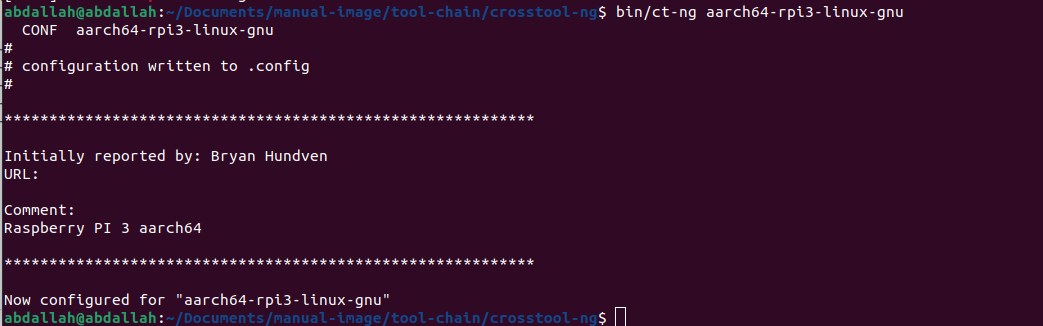 abdallah@abdallah:~/Documents/manual-image/tool-chain/crosstool-ng$ bin/ct-ng aarch64-rpi3-linux-gnu
  CONF  aarch64-rpi3-linux-gnu
#
# configuration written to .config
#
***********************************************************
Initially reported by: Bryan Hundven
URL:
Comment:
Raspberry PI 3 aarch64
***********************************************************
Now configured for "aarch64-rpi3-linux-gnu"
abdallah@abdallah:~/Documents/manual-image/tool-chain/crosstool-ng$